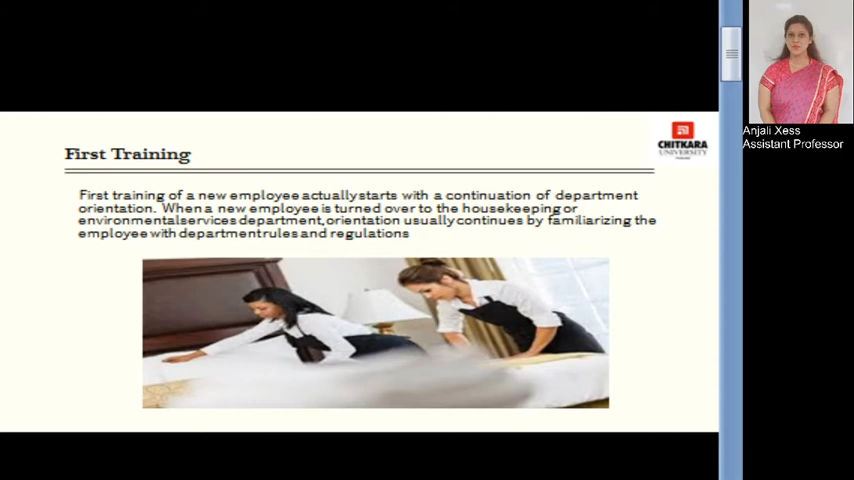 First Training
CHITKARA
UNIVERSITY
First training of a new employee actually starts with a continuation of department
orientation. When a new employee is turned over to the housekeeping or
environmental services department, orientation usually continues by familiarizing the
employee with department rules and regulations
Anjali Xess
Assistant Professor